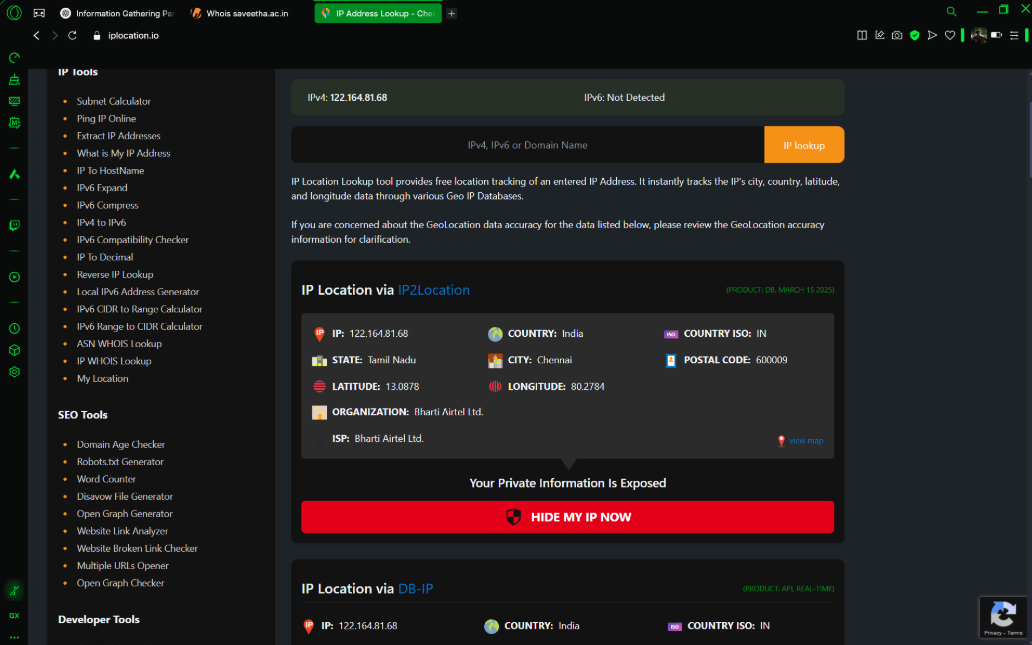 Information Gathering Par
Whois saveetha.ac.in
IP Address Lookup - Che
iplocation.io
IP Tools
Subnet Calculator
Ping IP Online
Extract IP Addresses
What is My IP Address
IP To HostName
IPv6 Expand
IPv6 Compress
IPv4 to IPv6
IPv6 Compatibility Checker
IP To Decimal
Reverse IP Lookup
Local IPv6 Address Generator
IPv6 CIDR to Range Calculator
IPv6 Range to CIDR Calculator
ASN WHOIS Lookup
IP WHOIS Lookup
My Location
SEO Tools
Domain Age Checker
Robots.txt Generator
Word Counter
Disavow File Generator
Open Graph Generator
Website Link Analyzer
Website Broken Link Checker
Multiple URLs Opener
Open Graph Checker
Developer Tools
GX
IPv4: 122.164.81.68 IPv6: Not Detected
IPv4, IPv6 or Domain Name IP lookup
IP Location Lookup tool provides free location tracking of an entered IP Address. It instantly tracks the IP's city, country, latitude,
and longitude data through various Geo IP Databases.
If you are concerned about the GeoLocation data accuracy for the data listed below, please review the GeoLocation accuracy
information for clarification.
IP Location via IP2Location (PRODUCT: DB, MARCH 15 2025)
IP: 122.164.81.68 COUNTRY: India COUNTRY ISO: IN
STATE: Tamil Nadu CITY: Chennai POSTAL CODE: 600009
LATITUDE: 13.0878 LONGITUDE: 80.2784
ORGANIZATION: Bharti Airtel Ltd.
ISP: Bharti Airtel Ltd. view map
Your Private Information Is Exposed
HIDE MY IP NOW
IP Location via DB-IP (PRODUCT: API, REAL-TIME)
IP: 122.164.81.68 COUNTRY: India COUNTRY ISO: IN
Privacy - Terms